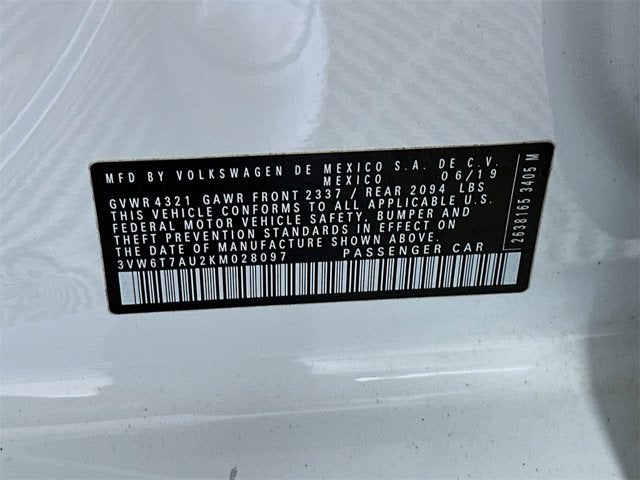 MFD BY VOLKSWAGEN DE MEXICO S.A. DE C.V.
MEXICO 06/19
GVWR 4321 GAWR FRONT 2337 / REAR 2094 LBS
THIS VEHICLE CONFORMS TO ALL APPLICABLE U.S.
FEDERAL MOTOR VEHICLE SAFETY, BUMPER AND
THEFT PREVENTION STANDARDS IN EFFECT ON
THE DATE OF MANUFACTURE SHOWN ABOVE.
3VW6T7AU2KM028097 PASSENGER CAR
2638165 3405 M